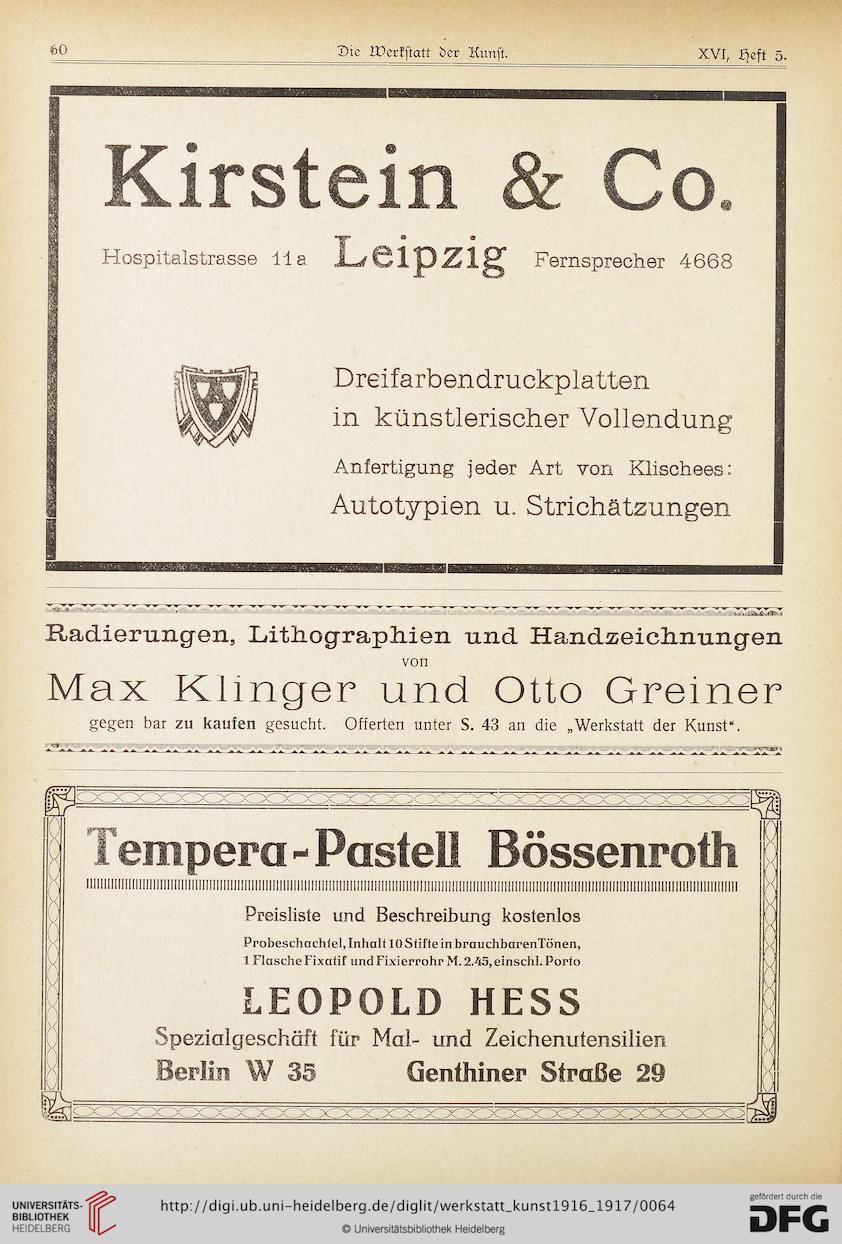 60 Die Werkstatt der Kunst. XVI, Heft 5.
Kirstein & Co.
Hospitalstrasse 11a Leipzig Fernsprecher 4668
Dreifarbendruckplatten
in künstlerischer Vollendung
Anfertigung jeder Art von Klischees:
Autotypien u. Strichätzungen
Radierungen, Lithographien und Handzeichnungen
von
Max Klinger und Otto Greiner
gegen bar zu kaufen gesucht. Offerten unter S. 43 an die „Werkstatt der Kunst“.
Tempera-Pastell Bössenroth
Preisliste und Beschreibung kostenlos
Probeschachtel, Inhalt 10 Stifte in brauchbaren Tönen,
1 Flasche Fixatif und Fixierrohr M. 2.45, einschl. Porto
LEOPOLD HESS
Spezialgeschäft für Mal- und Zeichenutensilien
Berlin W 35 Genthiner Straße 29
UNIVERSITÄTS-
BIBLIOTHEK
HEIDELBERG
http://digi.ub.uni-heidelberg.de/diglit/werkstatt_kunst1916_1917/0064
© Universitätsbibliothek Heidelberg
gefördert durch die
DFG